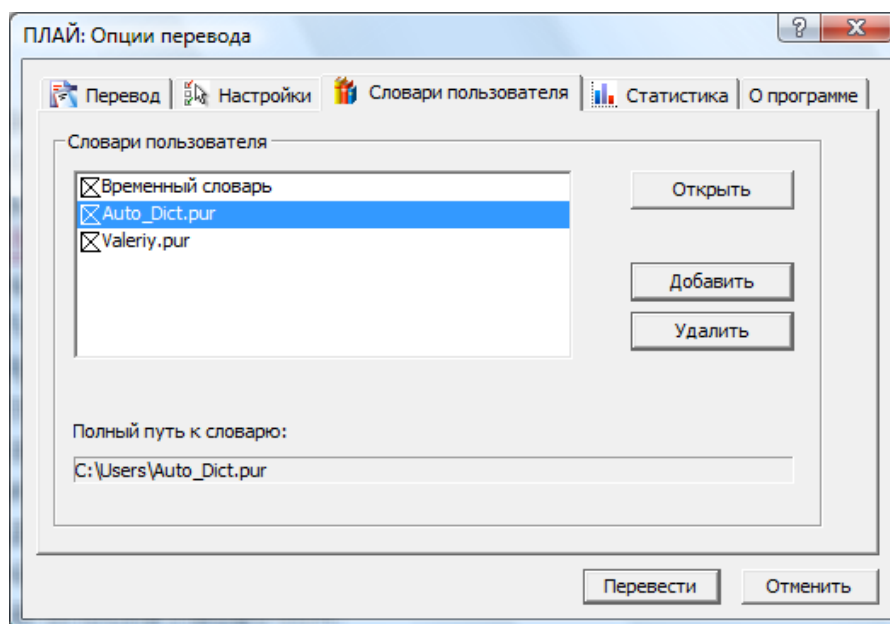 ПЛАЙ: Опции перевода
Перевод Настройки Словари пользователя Статистика О программе
Словари пользователя
Временный словарь
Открыть
Auto_Dict.pur
Valeriy.pur
Добавить
Удалить
Полный путь к словарю:
C:\Users\Auto_Dict.pur
Перевести Отменить